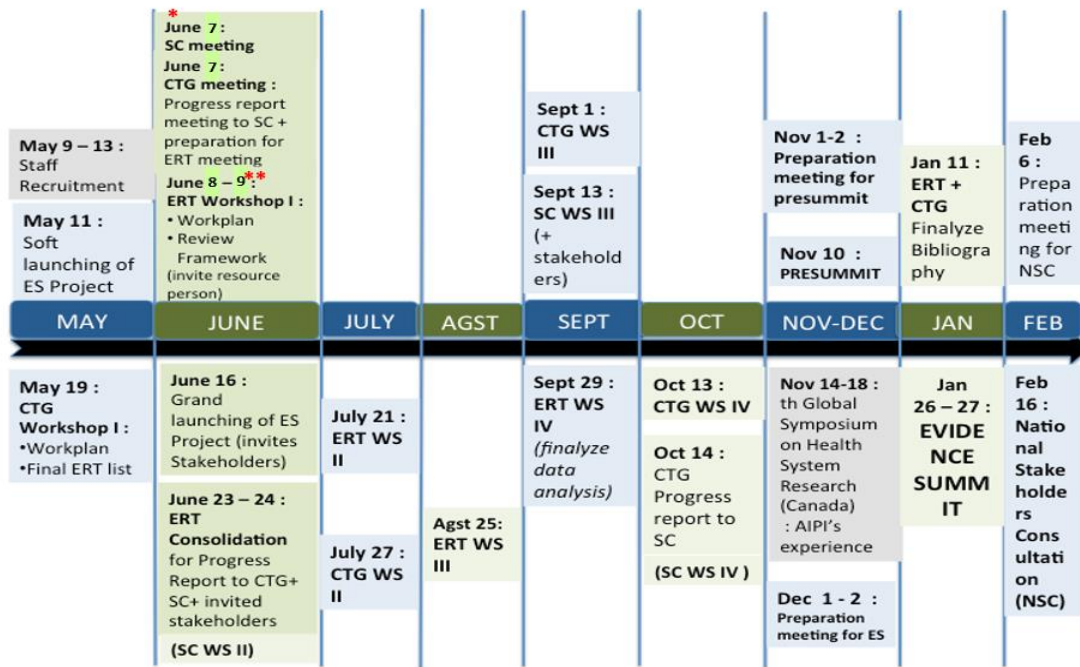 May 9 – 13 :
Staff
Recruitment
May 11 :
Soft
launching of
ES Project
*
June 7 :
SC meeting
June 7 :
CTG meeting :
Progress report
meeting to SC +
preparation for
ERT meeting
June 8 – 9** :
ERT Workshop I :
• Workplan
• Review
Framework
(invite resource
person)
Sept 1 :
CTG WS
III
Sept 13 :
SC WS III
(+
stakehold
ers)
Nov 1-2 :
Preparation
meeting for
presummit
Nov 10 :
PRESUMMIT
Jan 11 :
ERT +
CTG
Finalyze
Bibliogra
phy
Feb
6 :
Prepa
ration
meeti
ng for
NSC
MAY
JUNE
JULY
AGST
SEPT
OCT
NOV-DEC
JAN
FEB
May 19 :
CTG
Workshop I :
•Workplan
•Final ERT list
June 16 :
Grand
launching of ES
Project (invites
Stakeholders)
June 23 – 24 :
ERT
Consolidation
for Progress
Report to CTG+
SC+ invited
stakeholders
(SC WS II)
July 21 :
ERT WS
II
July 27 :
CTG WS
II
Agst 25:
ERT WS
III
Sept 29 :
ERT WS
IV
(finalyze
data
analysis)
Oct 13 :
CTG WS IV
Oct 14 :
CTG
Progress
report to
SC
(SC WS IV )
Nov 14-18 :
th Global
Symposium
on Health
System
Research
(Canada)
: AIPI's
experience
Dec 1 - 2 :
Preparation
meeting for ES
Jan
26 – 27 :
EVIDE
NCE
SUMM
IT
Feb
16 :
Natio
nal
Stake
holde
rs
Cons
ultati
on
(NSC)